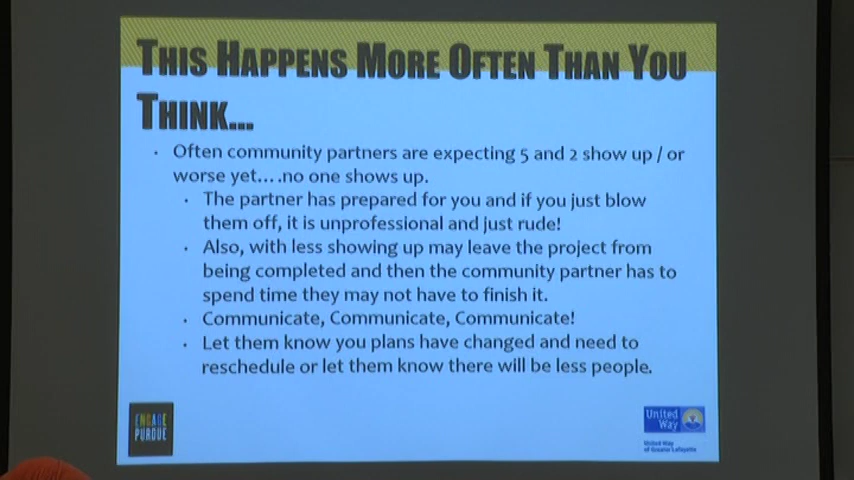 THIS HAPPENS MORE OFTEN THAN YOU
THINK...
• Often community partners are expecting 5 and 2 show up / or
worse yet....no one shows up.
• The partner has prepared for you and if you just blow
them off, it is unprofessional and just rude!
• Also, with less showing up may leave the project from
being completed and then the community partner has to
spend time they may not have to finish it.
• Communicate, Communicate, Communicate!
• Let them know you plans have changed and need to
reschedule or let them know there will be less people.
ENGAGE
PURDUE
United
Way
United Way
of Greater Lafayette